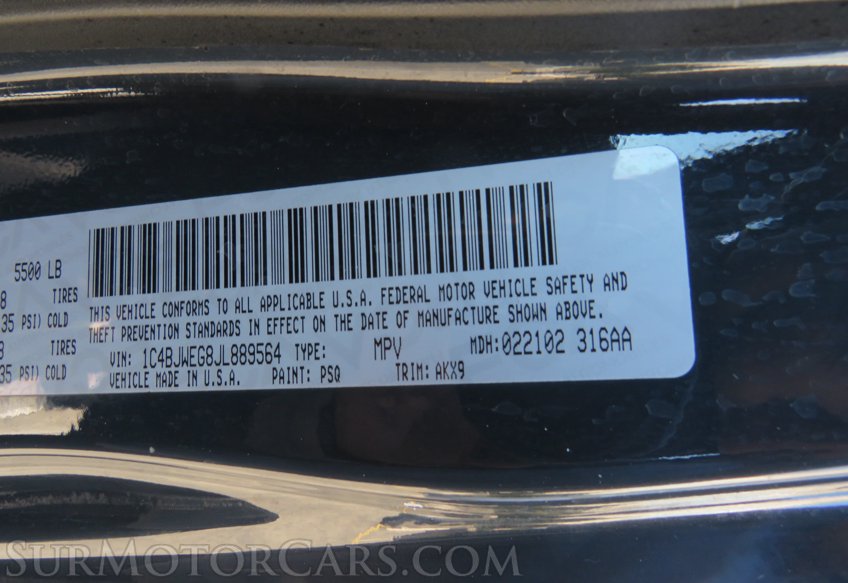 5500 LB
8 TIRES
35 PSI) COLD
8 TIRES
35 PSI) COLD
THIS VEHICLE CONFORMS TO ALL APPLICABLE U.S.A. FEDERAL MOTOR VEHICLE SAFETY AND
THEFT PREVENTION STANDARDS IN EFFECT ON THE DATE OF MANUFACTURE SHOWN ABOVE.
VIN: 1C4BJWEG8JL889564 TYPE: MPV MDH: 022102 316AA
VEHICLE MADE IN U.S.A. PAINT: PSQ TRIM: AKX9
SURMOTORCARS.COM